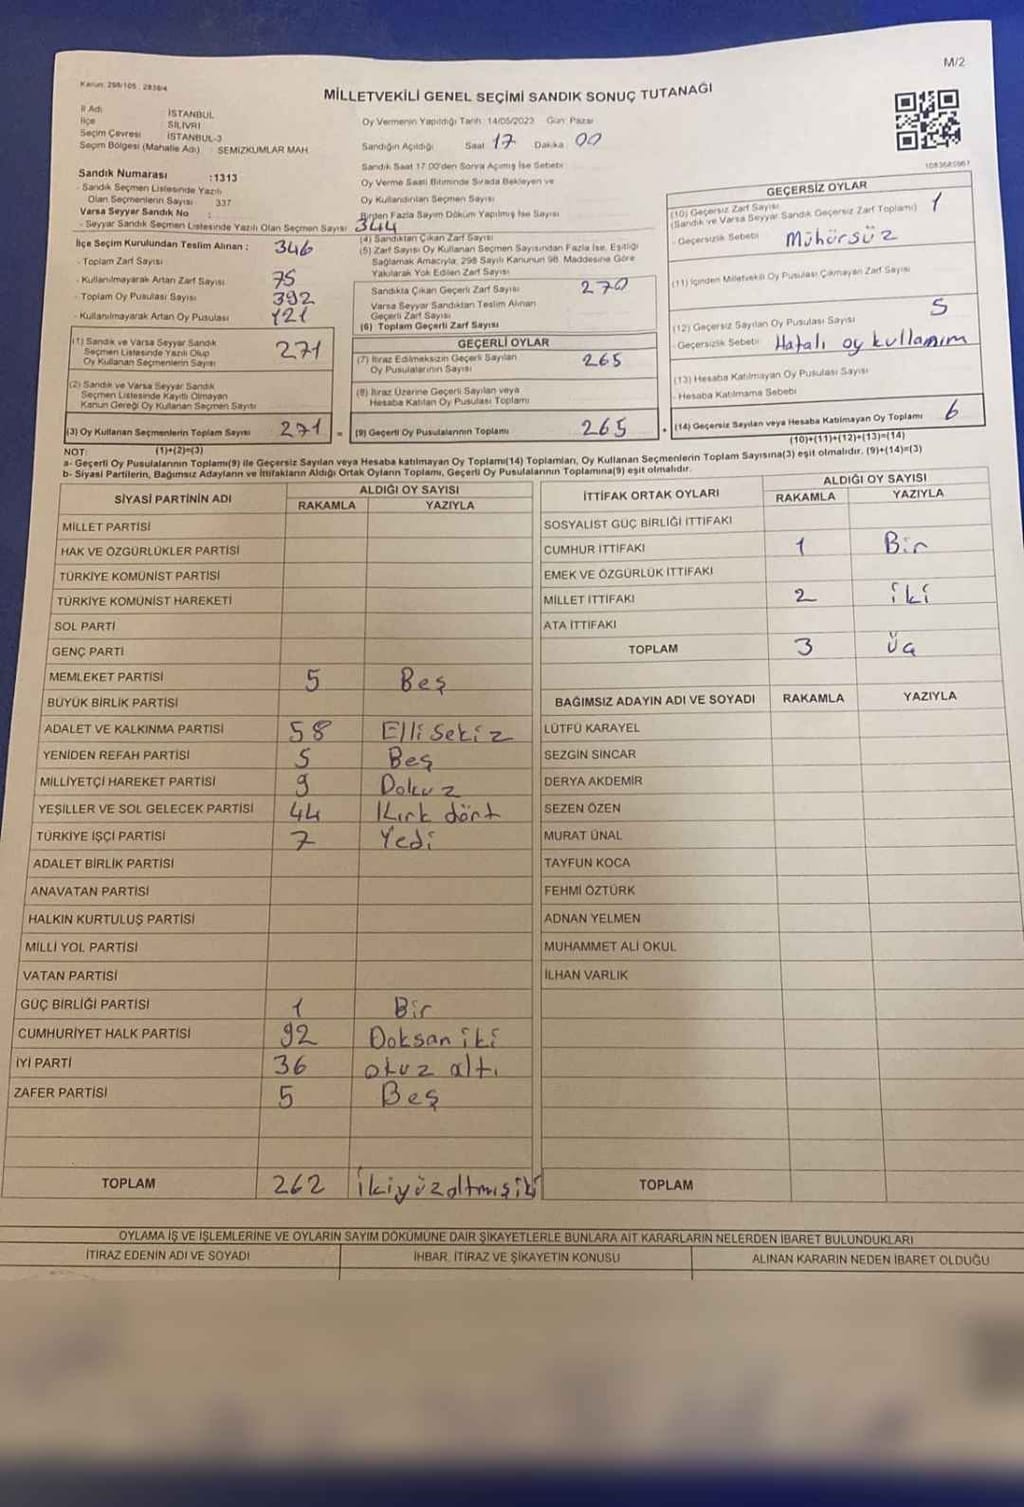 M/2
Kanun: 298/105 , 2839/4
MİLLETVEKİLİ GENEL SEÇİMİ SANDIK SONUÇ TUTANAĞI
İl Adı İSTANBUL
İlçe SİLİVRİ
Seçim Çevresi İSTANBUL-3
Seçim Bölgesi (Mahalle Adı) : SEMİZKUMLAR MAH.
Sandık Numarası :1313
- Sandık Seçmen Listesinde Yazılı
Olan Seçmenlerin Sayısı 337
Varsa Seyyar Sandık No :
- Seyyar Sandık Seçmen Listesinde Yazılı Olan Seçmen Sayısı
İlçe Seçim Kurulundan Teslim Alınan : 346
- Toplam Zarf Sayısı
- Kullanılmayarak Artan Zarf Sayısı 75
- Toplam Oy Pusulası Sayısı 392
- Kullanılmayarak Artan Oy Pusulası 121
(1) Sandık ve Varsa Seyyar Sandık
Seçmen Listesinde Yazılı Olup
Oy Kullanan Seçmenlerin Sayısı 271
(2) Sandık ve Varsa Seyyar Sandık
Seçmen Listesinde Kayıtlı Olmayan
Kanun Gereği Oy Kullanan Seçmen Sayısı
(3) Oy Kullanan Seçmenlerin Toplam Sayısı 271
(1)+(2)=(3)
Oy Vermenin Yapıldığı Tarih :14/05/2023 Gün: Pazar
Sandığın Açıldığı Saat 17 Dakika 00
Sandık Saat 17.00'den Sonra Açılmış İse Sebebi
Oy Verme Saati Bitiminde Sırada Bekleyen ve
Oy Kullandırılan Seçmen Sayısı
Birden Fazla Sayım Döküm Yapılmış İse Sayısı
344
(4) Sandıktan Çıkan Zarf Sayısı
(5) Zarf Sayısı Oy Kullanan Seçmen Sayısından Fazla İse, Eşitliği
Sağlamak Amacıyla; 298 Sayılı Kanunun 98. Maddesine Göre
Yakılarak Yok Edilen Zarf Sayısı
Sandıkta Çıkan Geçerli Zarf Sayısı 270
Varsa Seyyar Sandıktan Teslim Alınan
Geçerli Zarf Sayısı
(6) Toplam Geçerli Zarf Sayısı
GEÇERLİ OYLAR
(7) İtiraz Edilmeksizin Geçerli Sayılan
Oy Pusulalarının Sayısı 265
(8) İtiraz Üzerine Geçerli Sayılan veya
Hesaba Katılan Oy Pusulası Toplamı
= (9) Geçerli Oy Pusulalarının Toplamı 265
GEÇERSİZ OYLAR
(10) Geçersiz Zarf Sayısı 1
(Sandık ve Varsa Seyyar Sandık Geçersiz Zarf Toplamı)
- Geçersizlik Sebebi Mühürsüz
(11) İçinden Milletvekili Oy Pusulası Çıkmayan Zarf Sayısı
(12) Geçersiz Sayılan Oy Pusulası Sayısı 5
- Geçersizlik Sebebi Hatalı oy kullanım
(13) Hesaba Katılmayan Oy Pusulası Sayısı
- Hesaba Katılmama Sebebi
+ (14) Geçersiz Sayılan veya Hesaba Katılmayan Oy Toplamı 6
(10)+(11)+(12)+(13)=(14)
NOT:
a- Geçerli Oy Pusulalarının Toplamı(9) ile Geçersiz Sayılan veya Hesaba katılmayan Oy Toplamı(14) Toplamları, Oy Kullanan Seçmenlerin Toplam Sayısına(3) eşit olmalıdır. (9)+(14)=(3)
b- Siyasi Partilerin, Bağımsız Adayların ve İttifakların Aldığı Ortak Oyların Toplamı, Geçerli Oy Pusulalarının Toplamına(9) eşit olmalıdır.
SİYASİ PARTİNİN ADI ALDIĞI OY SAYISI
RAKAMLA YAZIYLA
MİLLET PARTİSİ
HAK VE ÖZGÜRLÜKLER PARTİSİ
TÜRKİYE KOMÜNİST PARTİSİ
TÜRKİYE KOMÜNİST HAREKETİ
SOL PARTİ
GENÇ PARTİ
MEMLEKET PARTİSİ 5 Beş
BÜYÜK BİRLİK PARTİSİ
ADALET VE KALKINMA PARTİSİ 58 Elli sekiz
YENİDEN REFAH PARTİSİ 5 Beş
MİLLİYETÇİ HAREKET PARTİSİ 9 Dokuz
YEŞİLLER VE SOL GELECEK PARTİSİ 44 Kırk dört
TÜRKİYE İŞÇİ PARTİSİ 7 Yedi
ADALET BİRLİK PARTİSİ
ANAVATAN PARTİSİ
HALKIN KURTULUŞ PARTİSİ
MİLLİ YOL PARTİSİ
VATAN PARTİSİ
GÜÇ BİRLİĞİ PARTİSİ 1 Bir
CUMHURİYET HALK PARTİSİ 92 Doksan iki
İYİ PARTİ 36 otuz altı
ZAFER PARTİSİ 5 Beş
TOPLAM 262 İkiyüzaltmışiki
İTTİFAK ORTAK OYLARI ALDIĞI OY SAYISI
RAKAMLA YAZIYLA
SOSYALİST GÜÇ BİRLİĞİ İTTİFAKI
CUMHUR İTTİFAKI 1 Bir
EMEK VE ÖZGÜRLÜK İTTİFAKI
MİLLET İTTİFAKI 2 iki
ATA İTTİFAKI
TOPLAM 3 Üç
BAĞIMSIZ ADAYIN ADI VE SOYADI RAKAMLA YAZIYLA
LÜTFÜ KARAYEL
SEZGİN SİNCAR
DERYA AKDEMİR
SEZEN ÖZEN
MURAT ÜNAL
TAYFUN KOCA
FEHMİ ÖZTÜRK
ADNAN YELMEN
MUHAMMET ALİ OKUL
İLHAN VARLIK
TOPLAM
OYLAMA İŞ VE İŞLEMLERİNE VE OYLARIN SAYIM DÖKÜMÜNE DAİR ŞİKAYETLERLE BUNLARA AİT KARARLARIN NELERDEN İBARET BULUNDUKLARI
İTİRAZ EDENİN ADI VE SOYADI İHBAR, İTİRAZ VE ŞİKAYETİN KONUSU ALINAN KARARIN NEDEN İBARET OLDUĞU